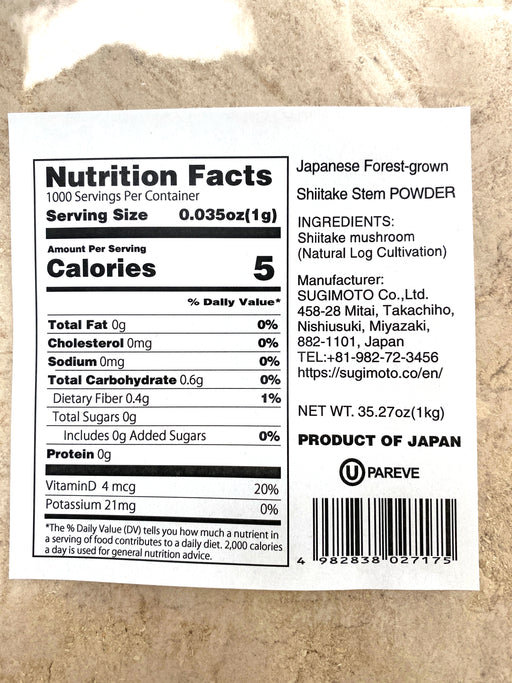 Nutrition Facts
1000 Servings Per Container
Serving Size 0.035oz(1g)
Amount Per Serving
Calories 5
% Daily Value*
Total Fat 0g 0%
Cholesterol 0mg 0%
Sodium 0mg 0%
Total Carbohydrate 0.6g 0%
Dietary Fiber 0.4g 1%
Total Sugars 0g
Includes 0g Added Sugars 0%
Protein 0g
VitaminD 4 mcg 20%
Potassium 21mg 0%
*The % Daily Value (DV) tells you how much a nutrient in
a serving of food contributes to a daily diet. 2,000 calories
a day is used for general nutrition advice.
Japanese Forest-grown
Shiitake Stem POWDER
INGREDIENTS:
Shiitake mushroom
(Natural Log Cultivation)
Manufacturer:
SUGIMOTO Co.,Ltd.
458-28 Mitai, Takachiho,
Nishiusuki, Miyazaki,
882-1101, Japan
TEL:+81-982-72-3456
https://sugimoto.co/en/
NET WT. 35.27oz(1kg)
PRODUCT OF JAPAN
U PAREVE
4 982838 027175